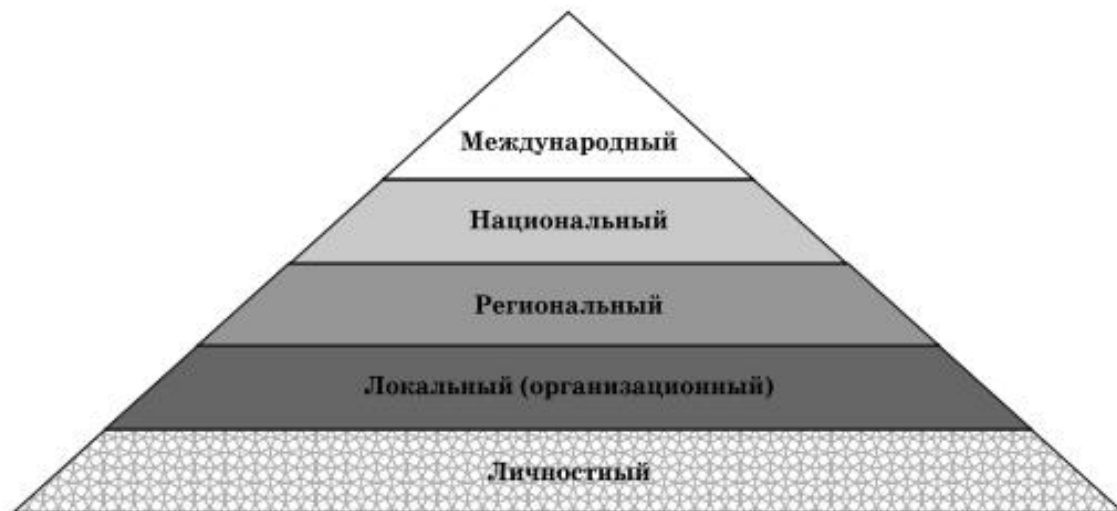 Международный
Национальный
Региональный
Локальный (организационный)
Личностный